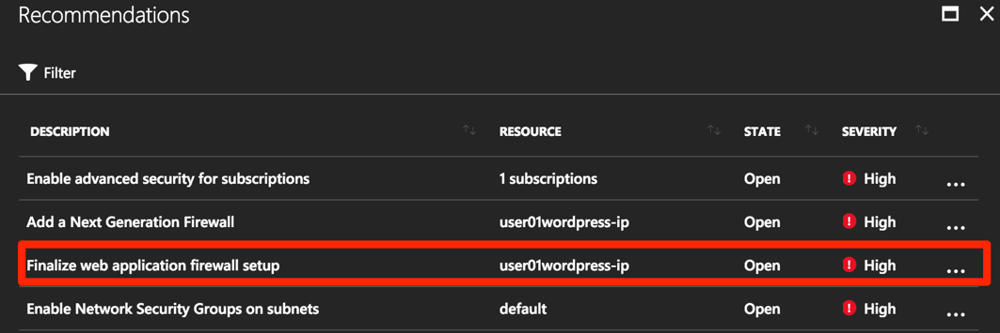 Recommendations
Filter
DESCRIPTION RESOURCE STATE SEVERITY
Enable advanced security for subscriptions 1 subscriptions Open High ...
Add a Next Generation Firewall user01wordpress-ip Open High ...
Finalize web application firewall setup user01wordpress-ip Open High ...
Enable Network Security Groups on subnets default Open High ...